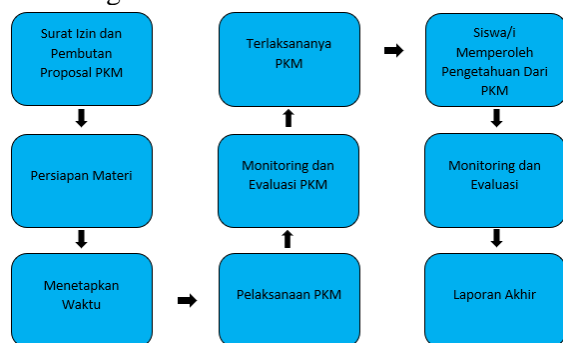 Surat Izin dan
Pembutan
Proposal PKM
Persiapan Materi
Menetapkan
Waktu
Pelaksanaan PKM
Monitoring dan
Evaluasi PKM
Terlaksananya
PKM
Siswa/i
Memperoleh
Pengetahuan Dari
PKM
Monitoring dan
Evaluasi
Laporan Akhir